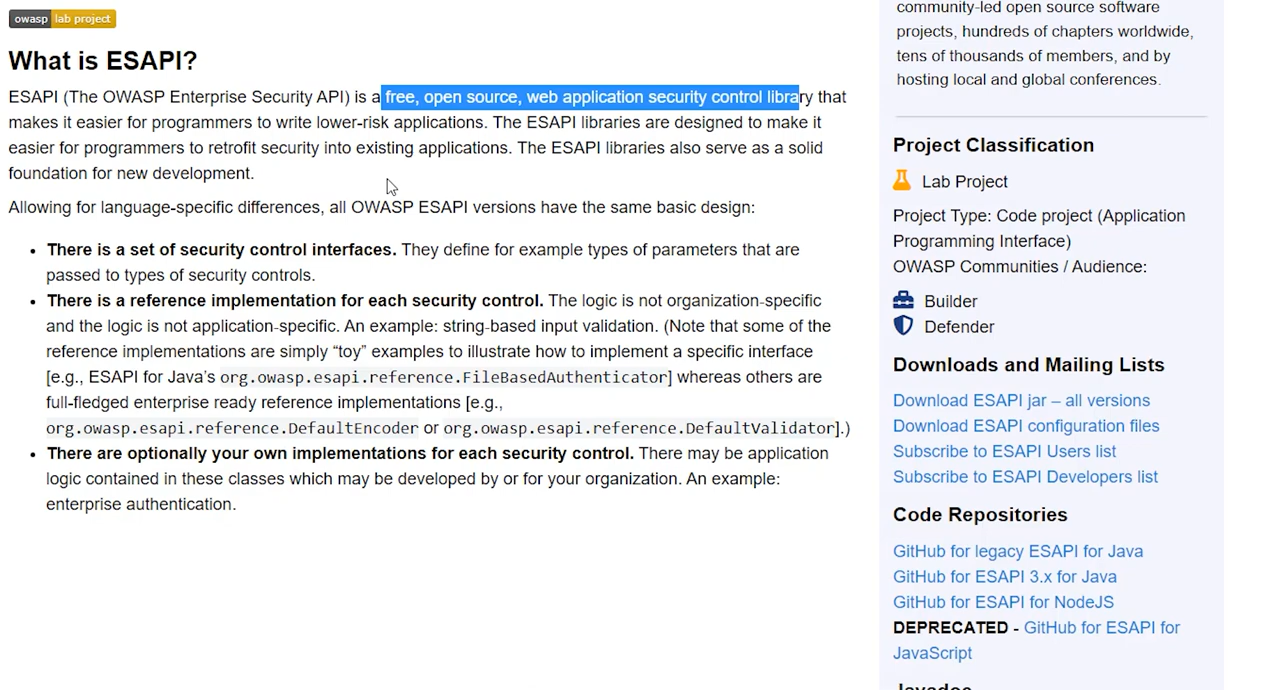 owasp lab project
What is ESAPI?
ESAPI (The OWASP Enterprise Security API) is a free, open source, web application security control library that
makes it easier for programmers to write lower-risk applications. The ESAPI libraries are designed to make it
easier for programmers to retrofit security into existing applications. The ESAPI libraries also serve as a solid
foundation for new development.
Allowing for language-specific differences, all OWASP ESAPI versions have the same basic design:
• There is a set of security control interfaces. They define for example types of parameters that are
passed to types of security controls.
• There is a reference implementation for each security control. The logic is not organization-specific
and the logic is not application-specific. An example: string-based input validation. (Note that some of the
reference implementations are simply “toy” examples to illustrate how to implement a specific interface
[e.g., ESAPI for Java’s org.owasp.esapi.reference.FileBasedAuthenticator] whereas others are
full-fledged enterprise ready reference implementations [e.g.,
org.owasp.esapi.reference.DefaultEncoder or org.owasp.esapi.reference.DefaultValidator].)
• There are optionally your own implementations for each security control. There may be application
logic contained in these classes which may be developed by or for your organization. An example:
enterprise authentication.
community-led open source software
projects, hundreds of chapters worldwide,
tens of thousands of members, and by
hosting local and global conferences.
Project Classification
Lab Project
Project Type: Code project (Application
Programming Interface)
OWASP Communities / Audience:
Builder
Defender
Downloads and Mailing Lists
Download ESAPI jar – all versions
Download ESAPI configuration files
Subscribe to ESAPI Users list
Subscribe to ESAPI Developers list
Code Repositories
GitHub for legacy ESAPI for Java
GitHub for ESAPI 3.x for Java
GitHub for ESAPI for NodeJS
DEPRECATED - GitHub for ESAPI for
JavaScript
Javadoc